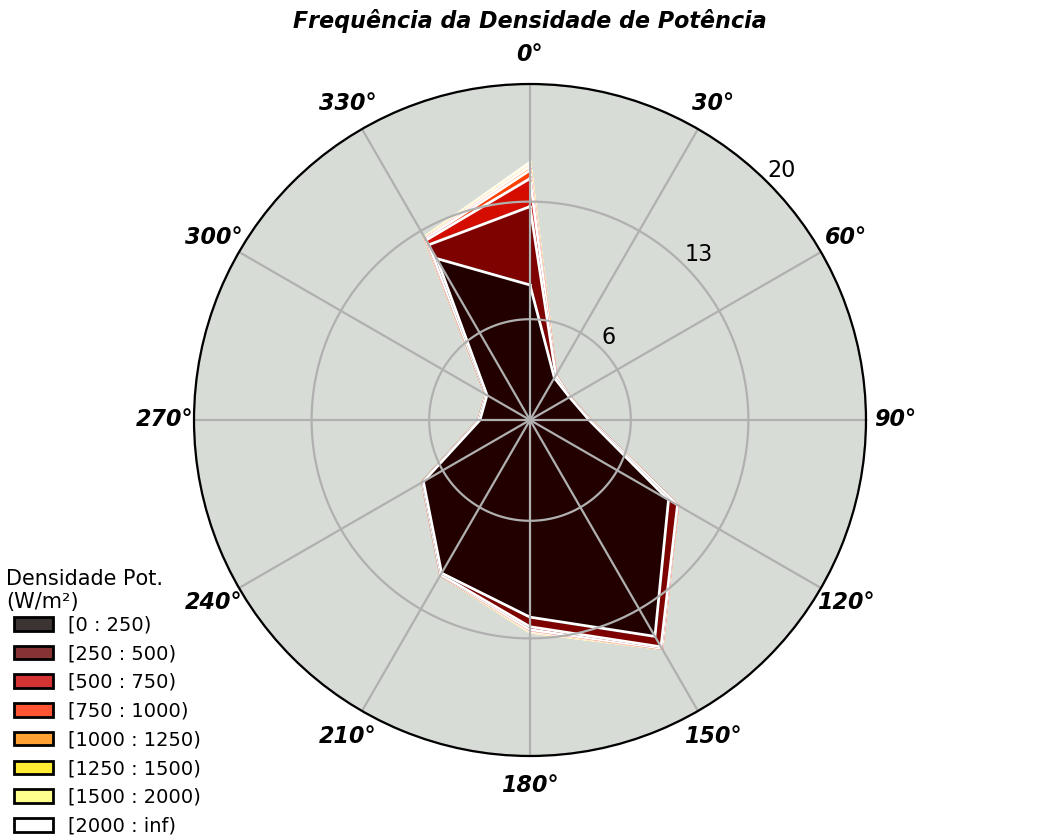 Frequência da Densidade de Potência
0°
330°
30°
20
300°
60°
13
6
270°
90°
240°
120°
210°
150°
180°
Densidade Pot.
(W/m²)
[0 : 250)
[250 : 500)
[500 : 750)
[750 : 1000)
[1000 : 1250)
[1250 : 1500)
[1500 : 2000)
[2000 : inf)